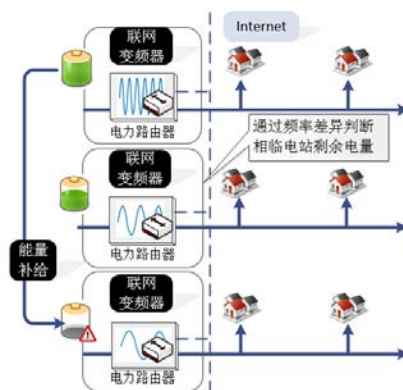 联网
变频器
Internet
电力路由器
通过频率差异判断
相临电站剩余电量
联网
变频器
电力路由器
能量
补给
联网
变频器
电力路由器